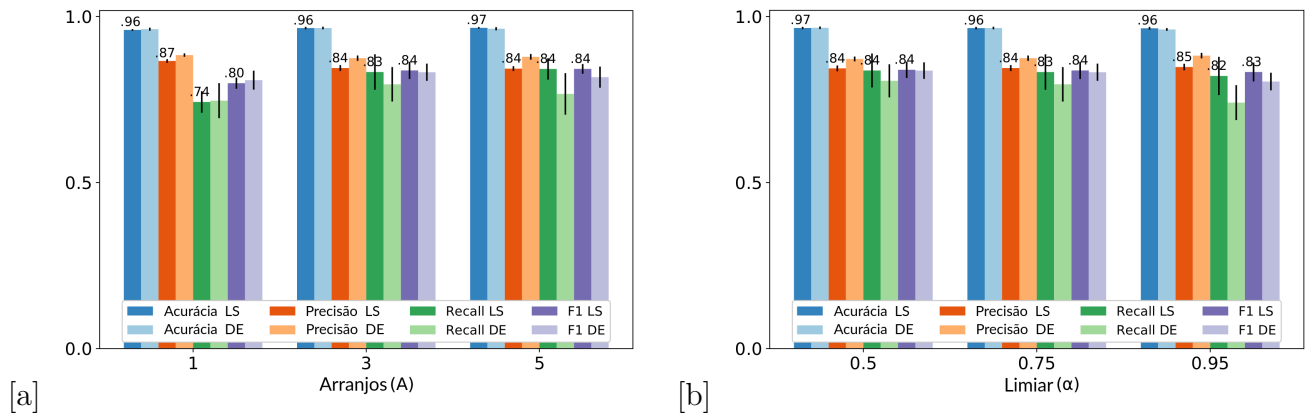 1.0
0.5
0.0
.96
.87
.74
.80
.96
.84
.83
.84
.97
.84
.84
.84
Acurácia LS
Precisão LS
Recall LS
F1 LS
Acurácia DE
Precisão DE
Recall DE
F1 DE
1
3
5
Arranjos (A)
[a]
1.0
0.5
0.0
.97
.84
.84
.84
.96
.84
.83
.84
.96
.85
.82
.83
Acurácia LS
Precisão LS
Recall LS
F1 LS
Acurácia DE
Precisão DE
Recall DE
F1 DE
0.5
0.75
0.95
Limiar (α)
[b]